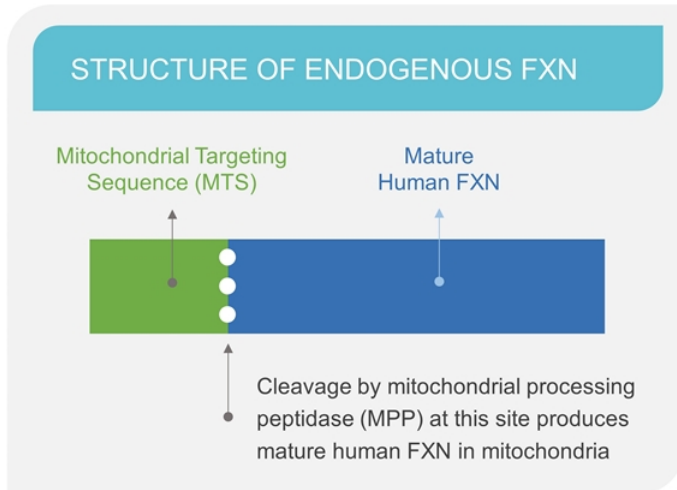 STRUCTURE OF ENDOGENOUS FXN
Mitochondrial Targeting
Sequence (MTS)
Mature
Human FXN
Cleavage by mitochondrial processing
peptidase (MPP) at this site produces
mature human FXN in mitochondria